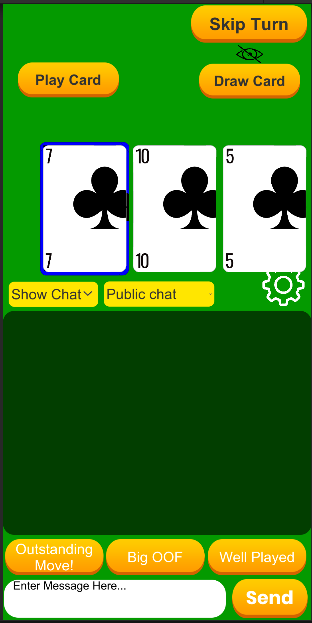 Skip Turn
Play Card
Draw Card
7 10 5
7 10 5
Show Chat Public chat
Outstanding
Move!
Big OOF
Well Played
Enter Message Here...
Send